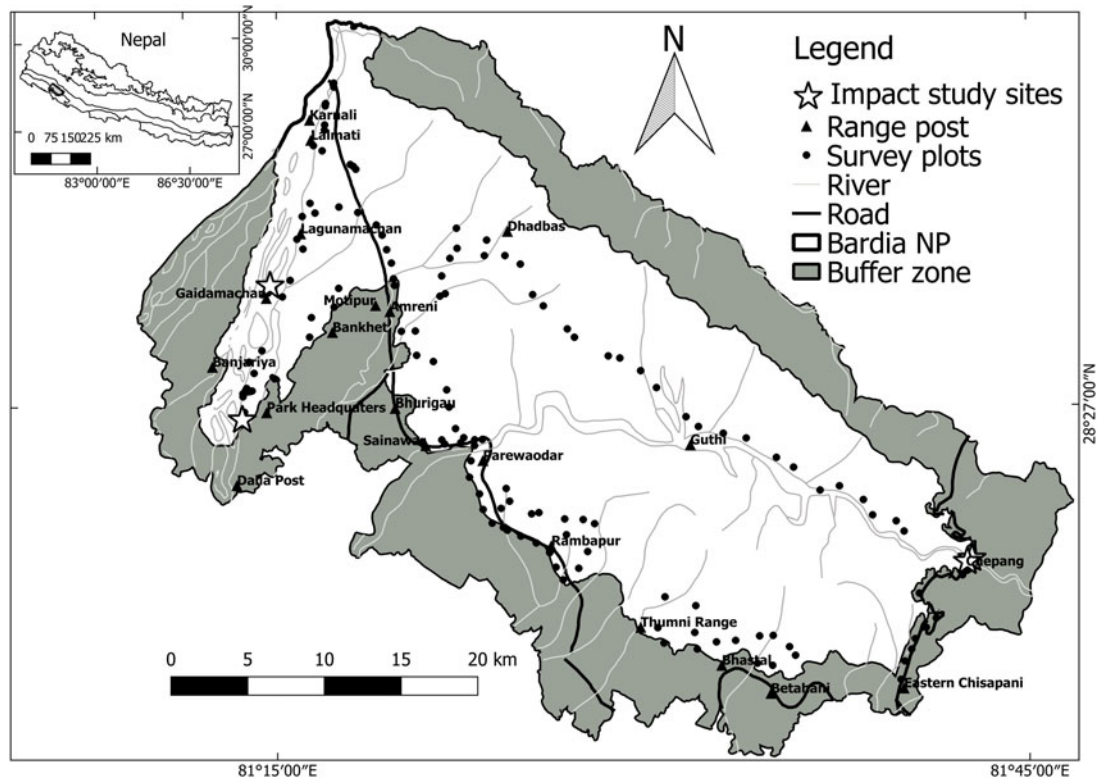 Nepal
30°00'00"N
27°00'00"N
0 75 150 225 km
83°00'00"E 86°30'00"E
N
Legend
Impact study sites
Range post
Survey plots
River
Road
Bardia NP
Buffer zone
Karnali
Lalmati
Lagunamachan
Dhadbas
Gaidamachan
Motipur
Amreni
Bankhet
Banjariya
Park Headquaters
Bhurigau
28°27'00"N
Sainawar
Guthi
Parewaodar
Dalla Post
Rambapur
Chepang
Thumni Range
Bhastal
Betahani
Eastern Chisapani
0 5 10 15 20 km
81°15'00"E 81°45'00"E